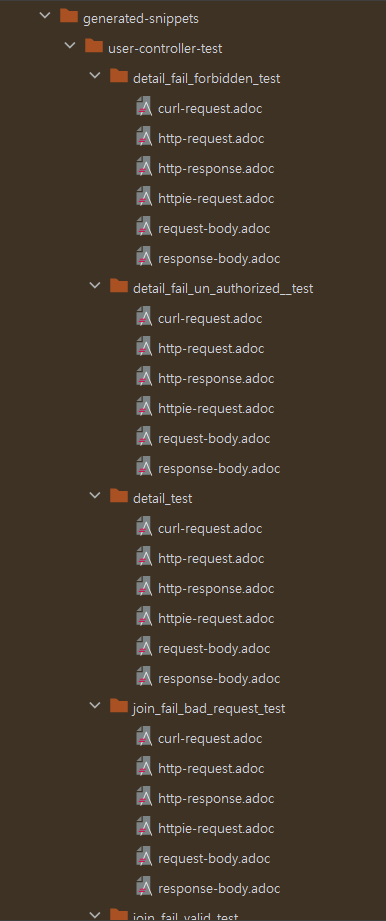 generated-snippets
user-controller-test
detail_fail_forbidden_test
curl-request.adoc
http-request.adoc
http-response.adoc
httpie-request.adoc
request-body.adoc
response-body.adoc
detail_fail_un_authorized__test
curl-request.adoc
http-request.adoc
http-response.adoc
httpie-request.adoc
request-body.adoc
response-body.adoc
detail_test
curl-request.adoc
http-request.adoc
http-response.adoc
httpie-request.adoc
request-body.adoc
response-body.adoc
join_fail_bad_request_test
curl-request.adoc
http-request.adoc
http-response.adoc
httpie-request.adoc
request-body.adoc
response-body.adoc
join_fail_valid_test